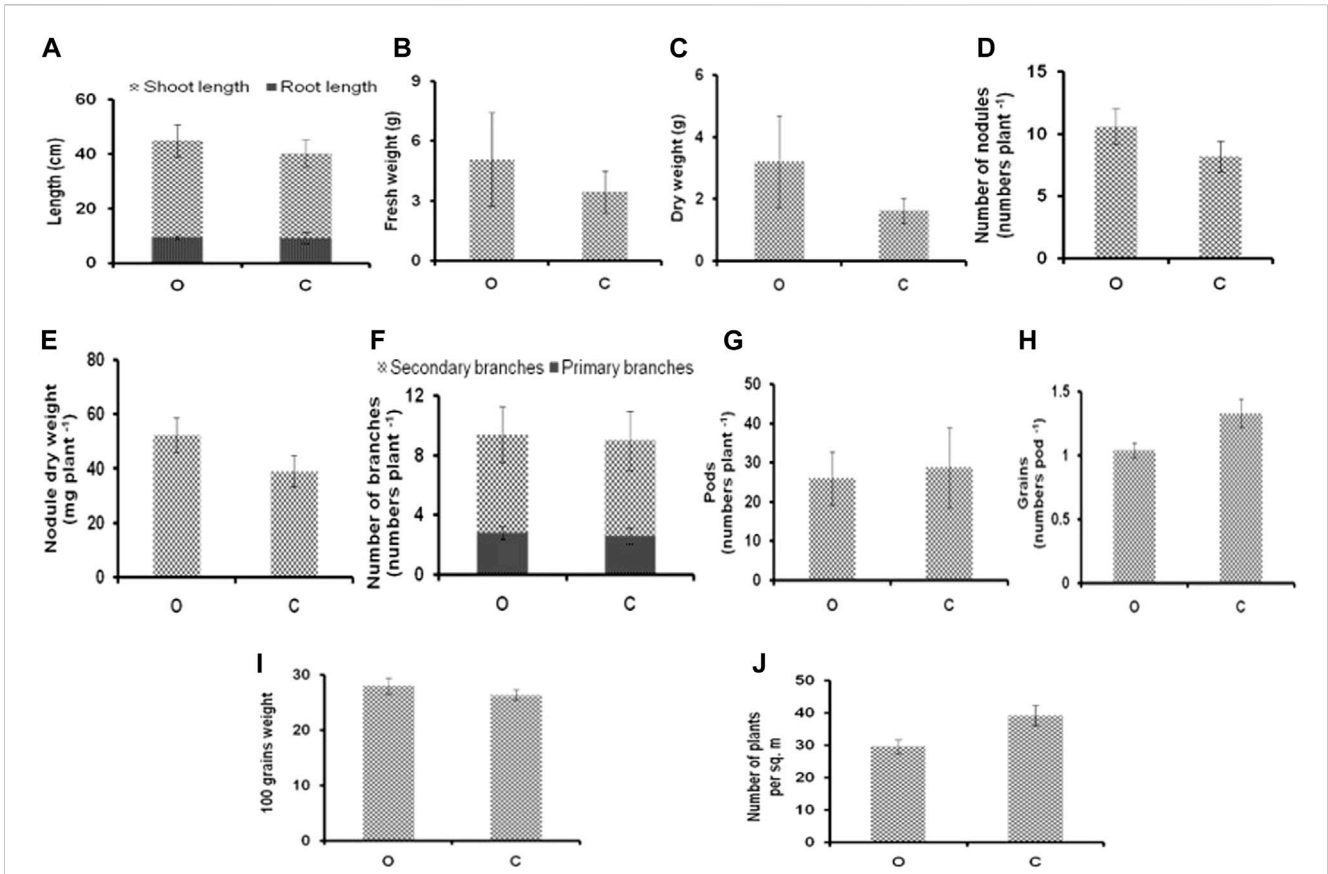 A
Shoot length Root length
Length (cm)
60
40
20
0
O C
B
Fresh weight (g)
9
6
3
0
O C
C
Dry weight (g)
6
4
2
0
O C
D
Number of nodules
(numbers plant -1)
15
10
5
0
O C
E
Nodule dry weight
(mg plant -1)
80
60
40
20
0
O C
F
Secondary branches Primary branches
Number of branches
(numbers plant -1)
12
8
4
0
O C
G
Pods
(numbers plant -1)
50
40
30
20
10
0
O C
H
Grains
(numbers pod -1)
1.5
1
0.5
0
O C
I
100 grains weight
30
20
10
0
O C
J
Number of plants
per sq. m
50
40
30
20
10
0
O C